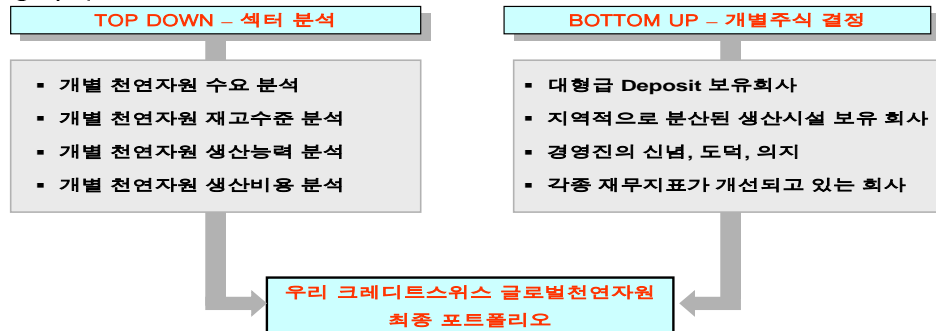 TOP DOWN – 섹터 분석
▪ 개별 천연자원 수요 분석
▪ 개별 천연자원 재고수준 분석
▪ 개별 천연자원 생산능력 분석
▪ 개별 천연자원 생산비용 분석
BOTTOM UP – 개별주식 결정
▪ 대형급 Deposit 보유회사
▪ 지역적으로 분산된 생산시설 보유 회사
▪ 경영진의 신념, 도덕, 의지
▪ 각종 재무지표가 개선되고 있는 회사
우리 크레디트스위스 글로벌천연자원
최종 포트폴리오